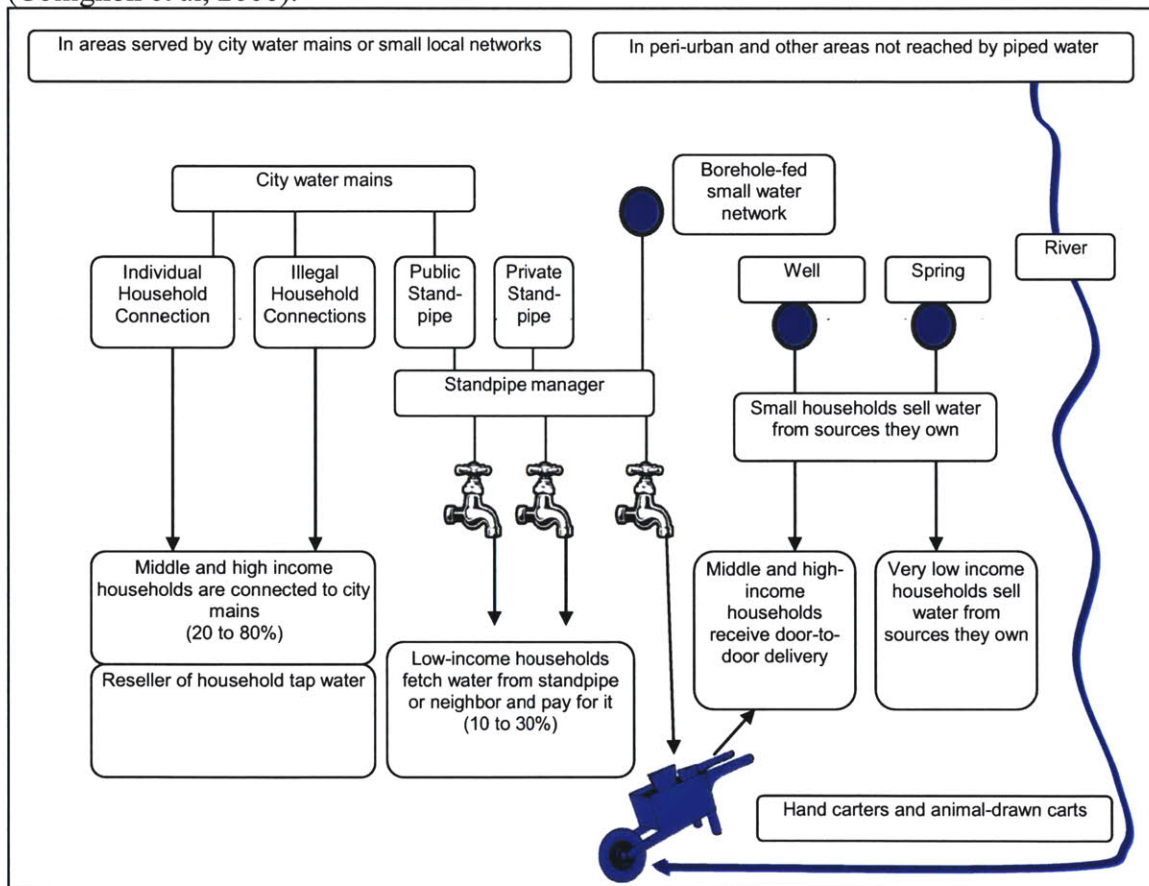 In areas served by city water mains or small local networks
In peri-urban and other areas not reached by piped water
City water mains
Borehole-fed
small water
network
River
Individual
Household
Connection
Illegal
Household
Connections
Public
Stand-
pipe
Private
Stand-
pipe
Well
Spring
Standpipe manager
Small households sell water
from sources they own
Middle and high income
households are connected to city
mains
(20 to 80%)
Reseller of household tap water
Low-income households
fetch water from standpipe
or neighbor and pay for it
(10 to 30%)
Middle and high-
income
households
receive door-to-
door delivery
Very low income
households sell
water from
sources they own
Hand carters and animal-drawn carts